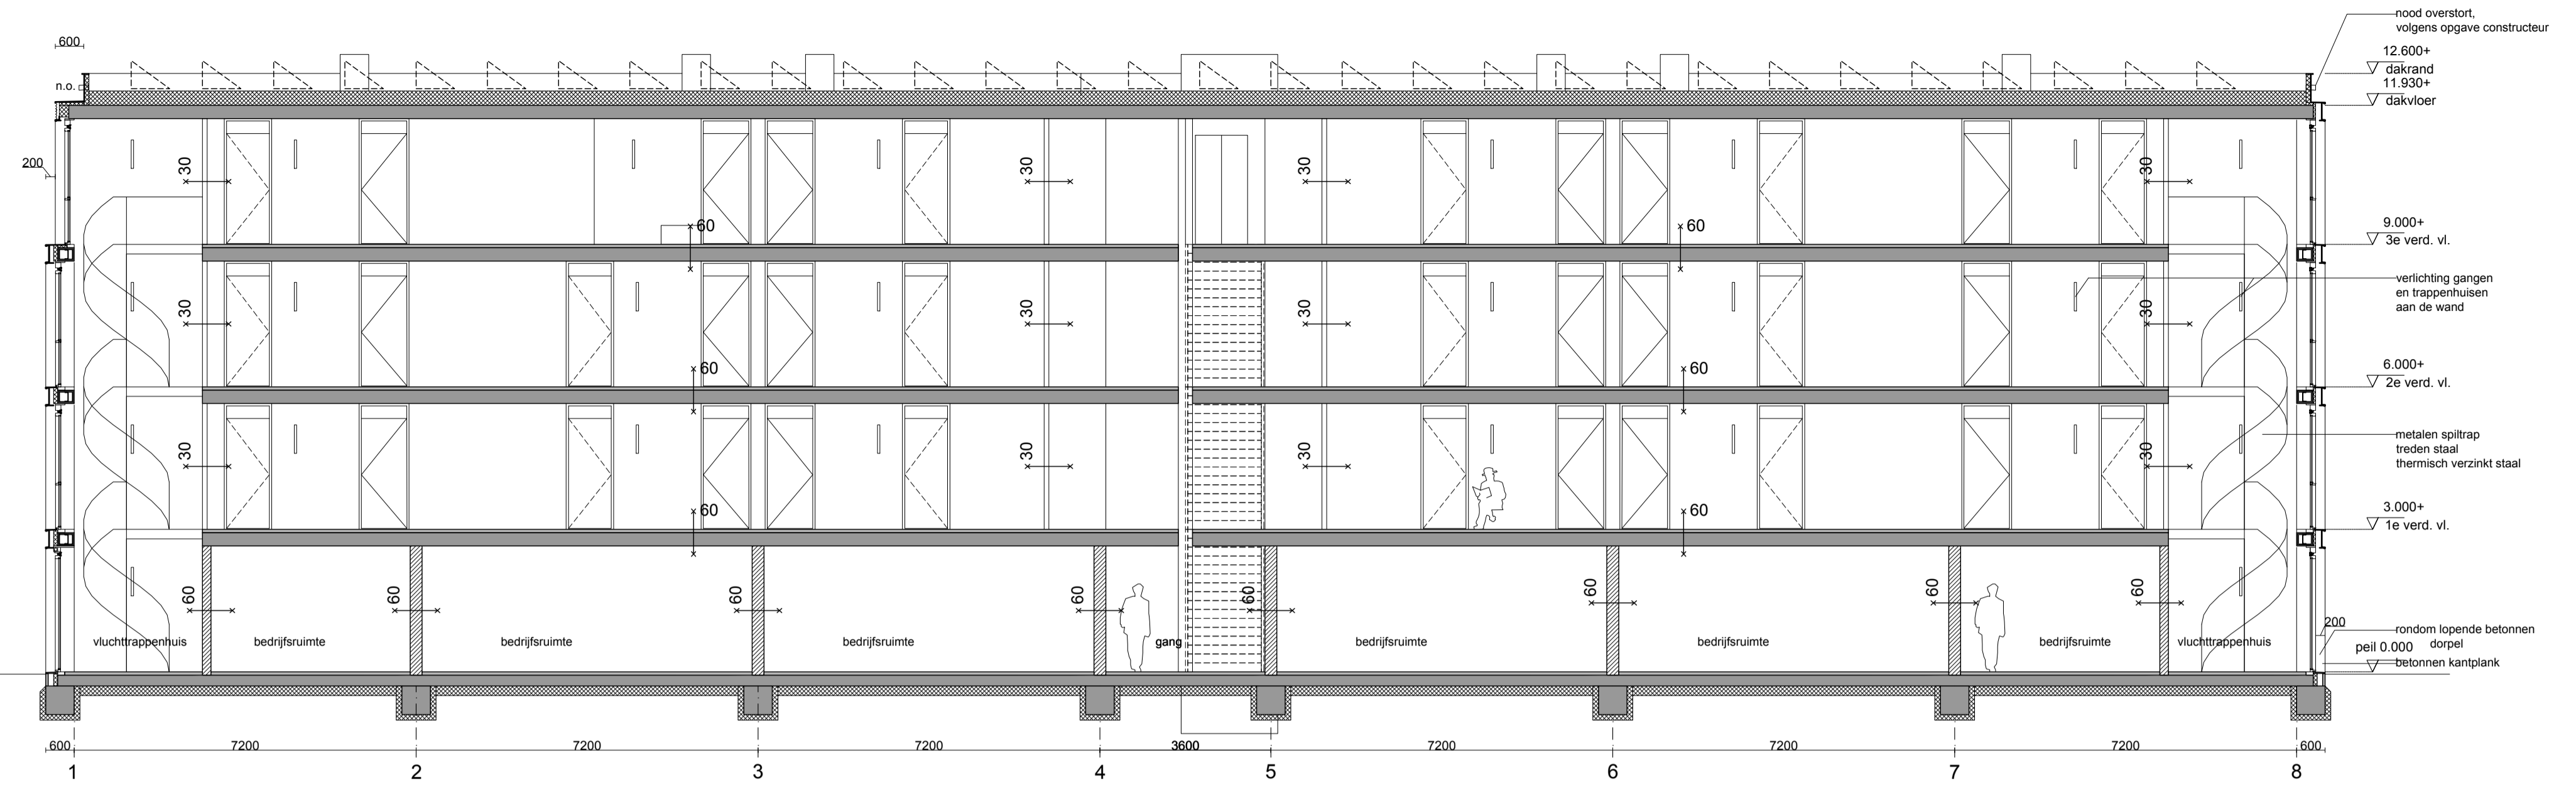 nood overstort,
volgens opgave constructeur
600
12.600+
dakrand
n.o.
11.930+
dakvloer
200
30
30
30
30
60
60
9.000+
3e verd. vl.
verlichting gangen
en trappenhuisen
aan de wand
30
30
30
30
60
60
6.000+
2e verd. vl.
metalen spiltrap
treden staal
thermisch verzinkt staal
30
30
30
30
60
60
3.000+
1e verd. vl.
60
60
60
60
60
60
60
60
vluchttrappenhuis
bedrijfsruimte
bedrijfsruimte
bedrijfsruimte
gang
bedrijfsruimte
bedrijfsruimte
bedrijfsruimte
vluchttrappenhuis
200
rondom lopende betonnen
dorpel
peil 0.000
betonnen kantplank
600
7200
7200
7200
3600
7200
7200
7200
600
1
2
3
4
5
6
7
8